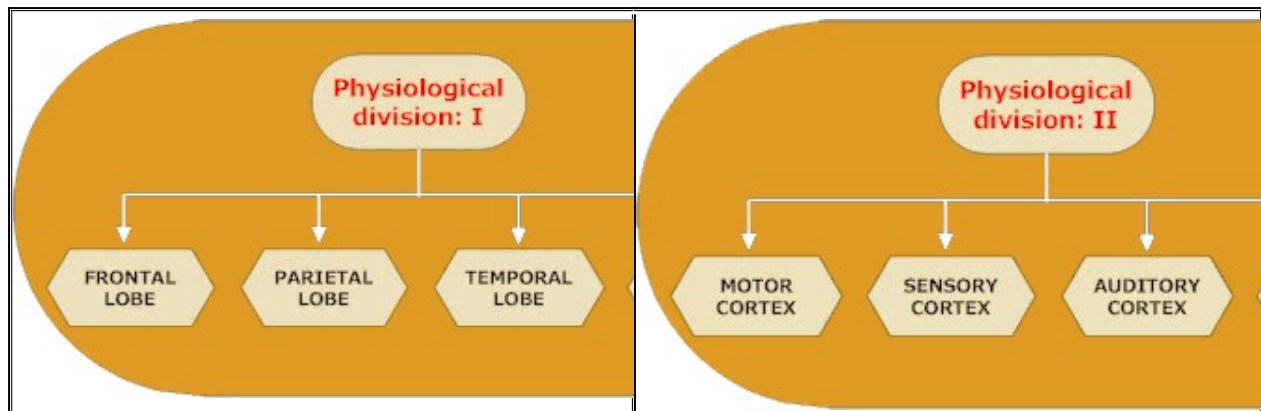 Physiological
division: I
FRONTAL
LOBE
PARIETAL
LOBE
TEMPORAL
LOBE
Physiological
division: II
MOTOR
CORTEX
SENSORY
CORTEX
AUDITORY
CORTEX